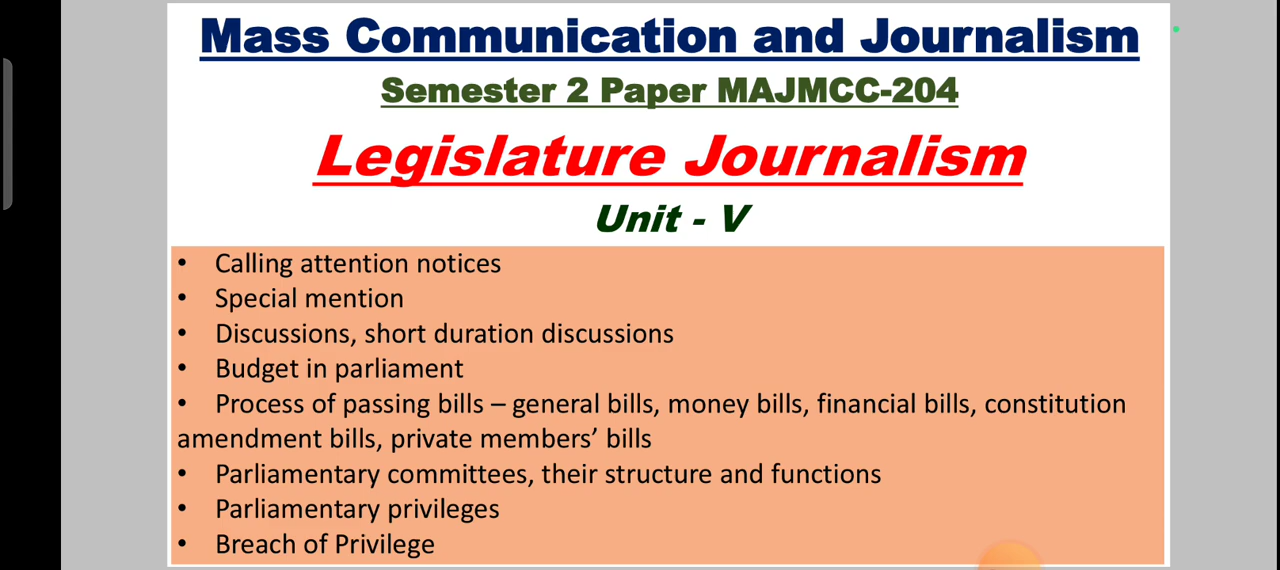 Mass Communication and Journalism
Semester 2 Paper MAJMCC-204
Legislature Journalism
Unit - V
• Calling attention notices
• Special mention
• Discussions, short duration discussions
• Budget in parliament
• Process of passing bills – general bills, money bills, financial bills, constitution
amendment bills, private members’ bills
• Parliamentary committees, their structure and functions
• Parliamentary privileges
• Breach of Privilege